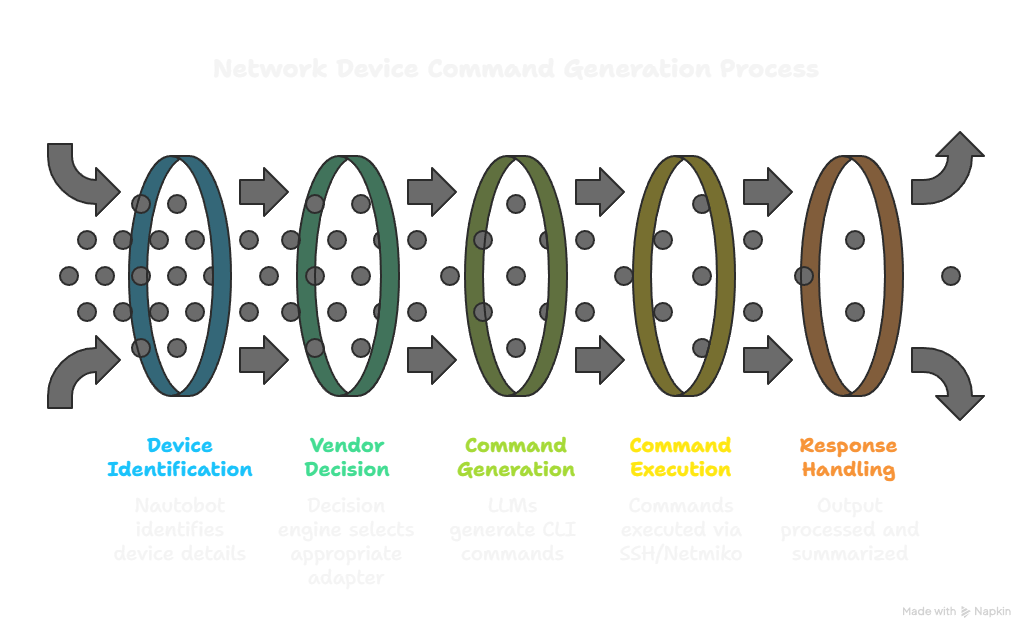 Network Device Command Generation Process
Device
Identification
Nautobot
identifies
device details
Vendor
Decision
Decision
engine selects
appropriate
adapter
Command
Generation
LLMs
generate CLI
commands
Command
Execution
Commands
executed via
SSH/Netmiko
Response
Handling
Output
processed and
summarized
Made with Napkin